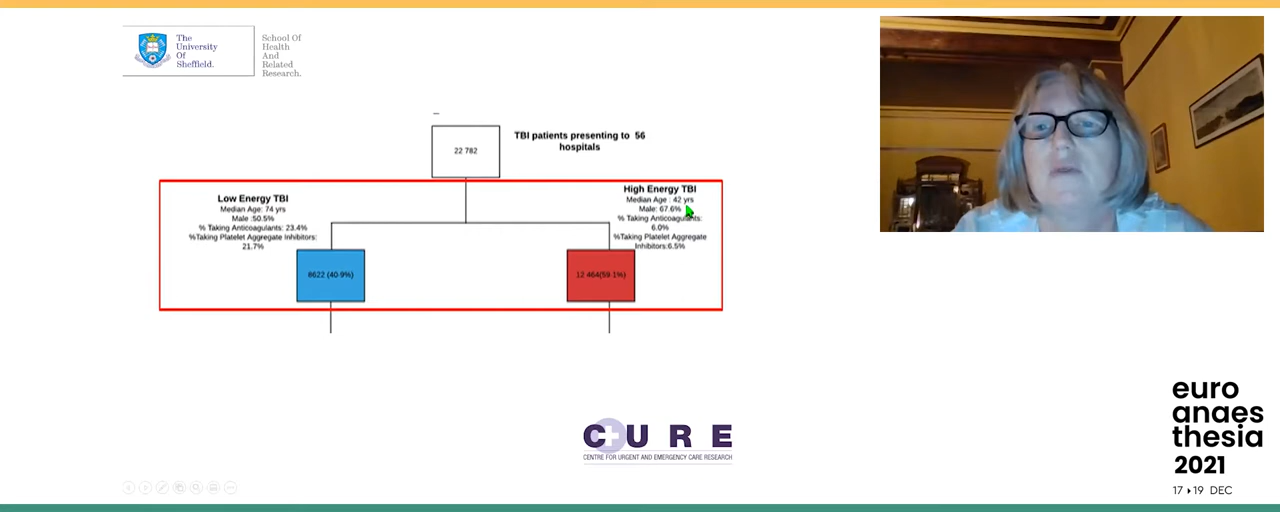 The
University
Of
Sheffield.
School Of
Health
And
Related
Research.
TBI patients presenting to 56
hospitals
22 782
Low Energy TBI
Median Age: 74 yrs
Male :50.5%
% Taking Anticoagulants: 23.4%
%Taking Platelet Aggregate Inhibitors:
21.7%
High Energy TBI
Median Age : 42 yrs
Male: 67.6%
% Taking Anticoagulants:
6.0%
%Taking Platelet Aggregate
Inhibitors:6.5%
8622 (40·9%)
12 464(59·1%)
CURE
CENTRE FOR URGENT AND EMERGENCY CARE RESEARCH
euro
anaes
thesia
2021
17 ▸ 19 DEC